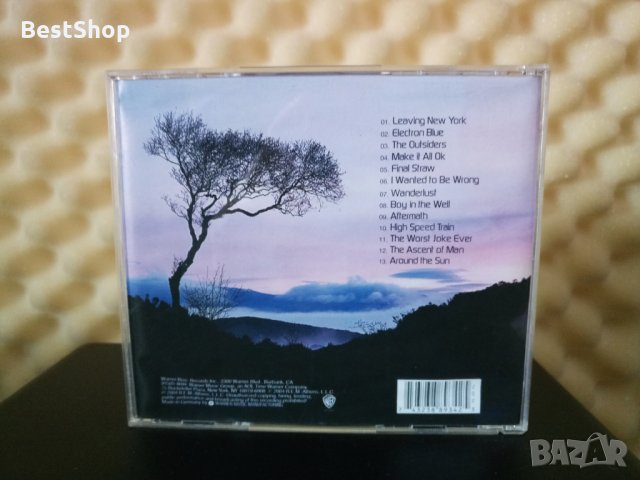 BestShop
01. Leaving New York
02. Electron Blue
03. The Outsiders
04. Make it All Ok
05. Final Straw
06. I Wanted to Be Wrong
07. Wanderlust
08. Boy in the Well
09. Aftermath
10. High Speed Train
11. The Worst Joke Ever
12. The Ascent of Man
13. Around the Sun
BAZAR